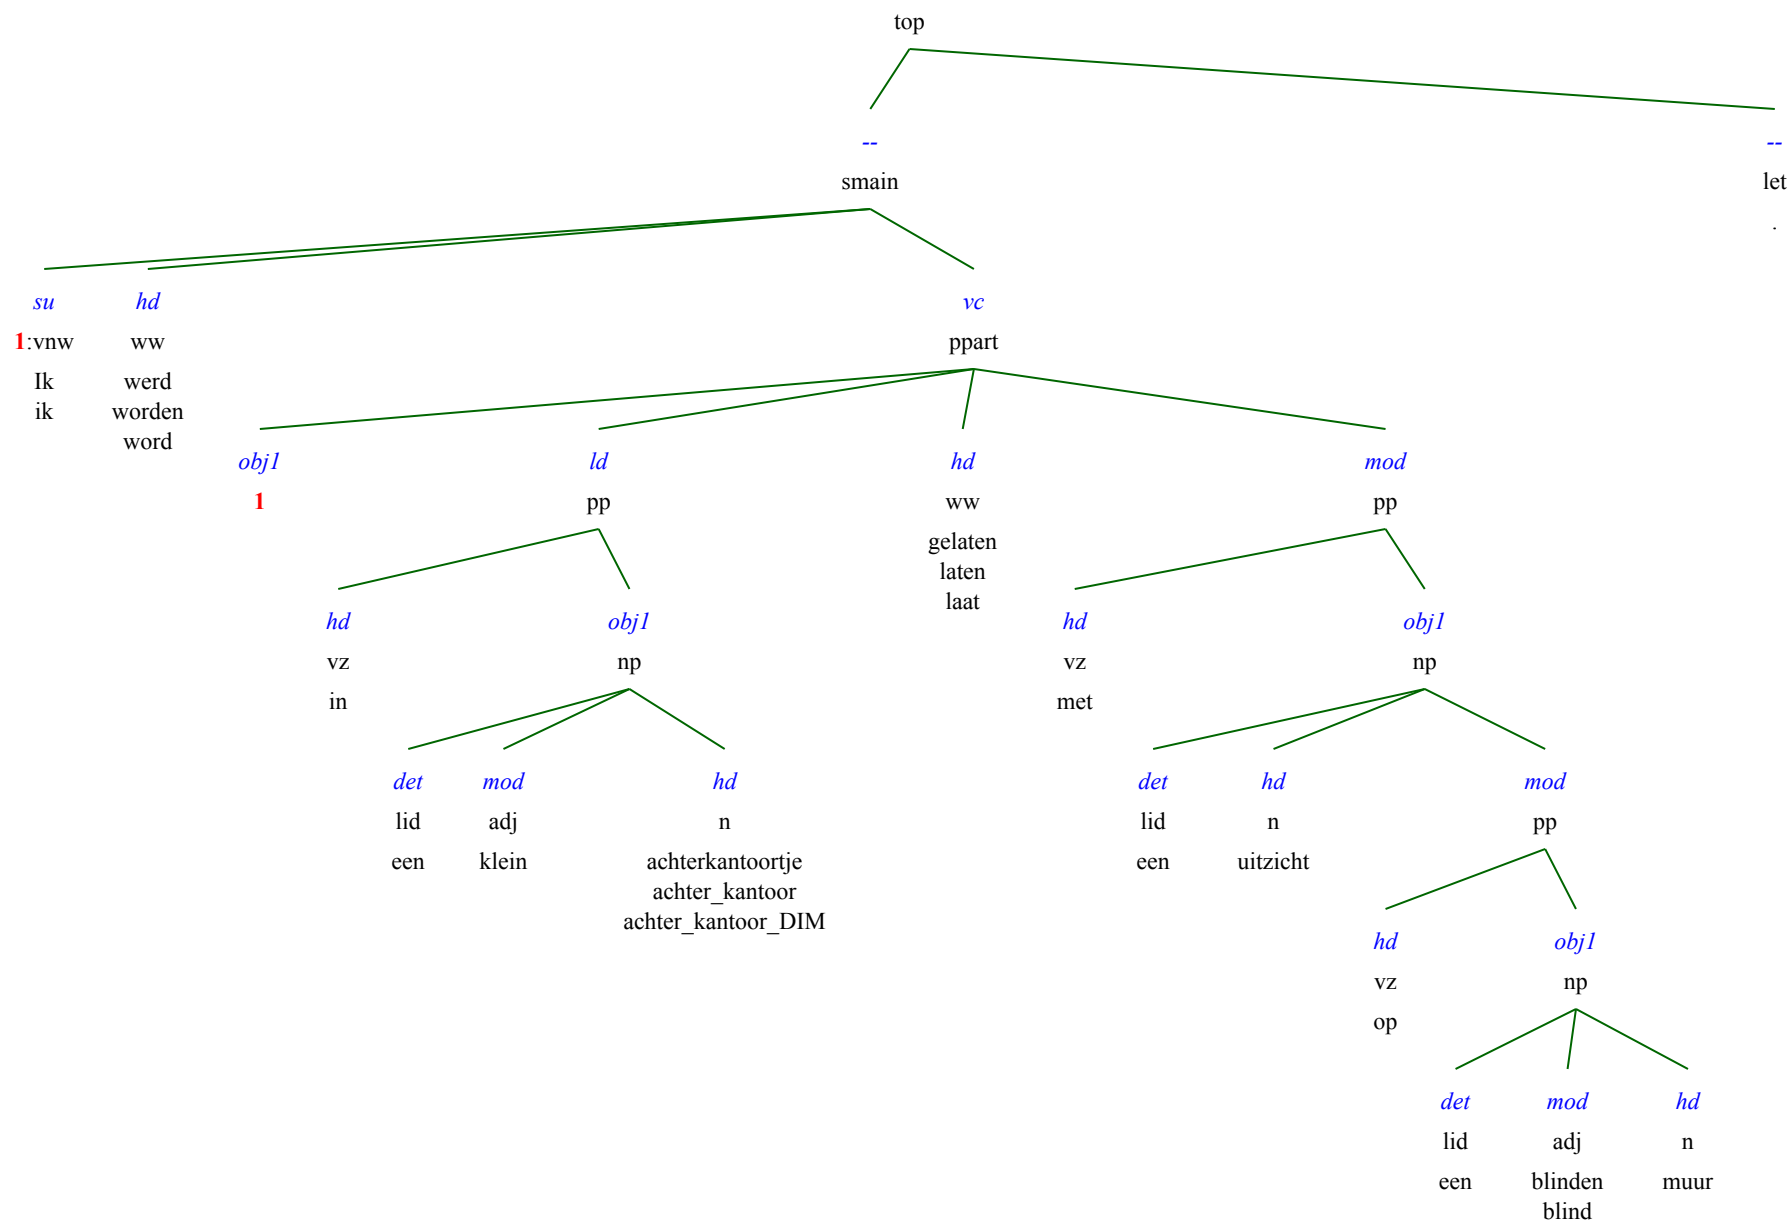 top
-- --
smain let
.
su hd vc
1:vnw ww ppart
Ik werd
ik worden
word
obj1 ld hd mod
1 pp ww pp
gelaten
laten
laat
hd obj1 hd obj1
vz np vz np
in met
det mod hd det hd mod
lid adj n lid n pp
een klein achterkantoortje een uitzicht
achter_kantoor
achter_kantoor_DIM
hd obj1
vz np
op
det mod hd
lid adj n
een blinden muur
blind